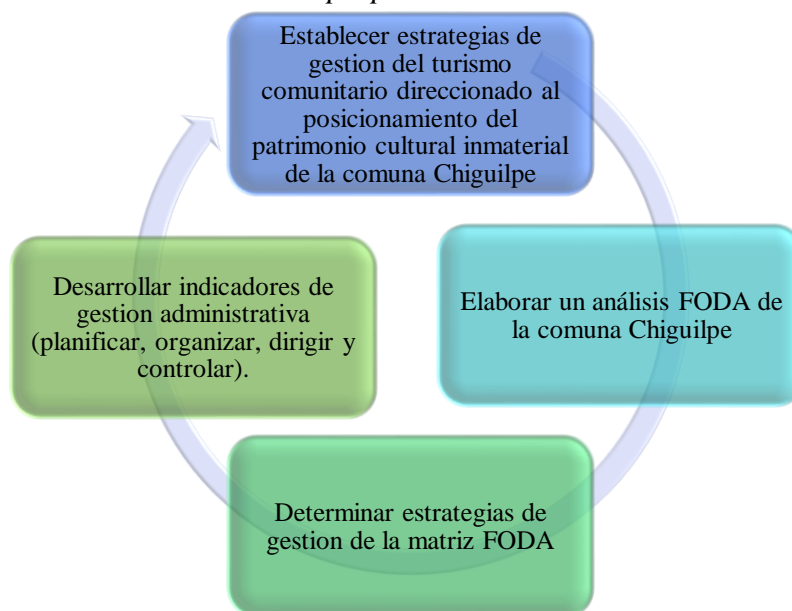 Establecer estrategias de
gestion del turismo
comunitario direccionado al
posicionamiento del
patrimonio cultural inmaterial
de la comuna Chiguilpe
Elaborar un análisis FODA de
la comuna Chiguilpe
Determinar estrategias de
gestion de la matriz FODA
Desarrollar indicadores de
gestion administrativa
(planificar, organizar, dirigir y
controlar).